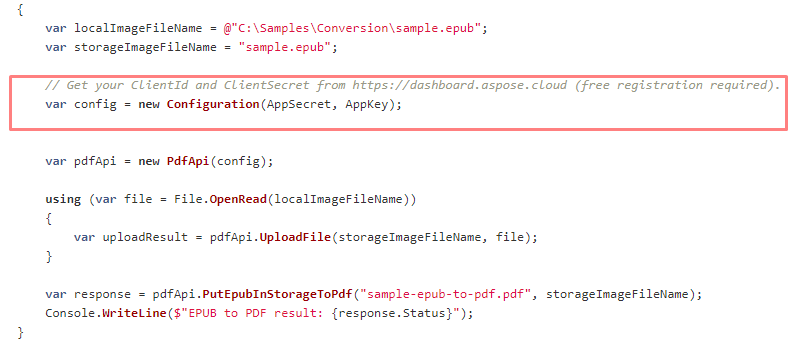 {
    var localImageFileName = @"C:\Samples\Conversion\sample.epub";
    var storageImageFileName = "sample.epub";
    // Get your ClientId and ClientSecret from https://dashboard.aspose.cloud (free registration required).
    var config = new Configuration(AppSecret, AppKey);
    var pdfApi = new PdfApi(config);
    using (var file = File.OpenRead(localImageFileName))
    {
        var uploadResult = pdfApi.UploadFile(storageImageFileName, file);
    }
    var response = pdfApi.PutEpubInStorageToPdf("sample-epub-to-pdf.pdf", storageImageFileName);
    Console.WriteLine($"EPUB to PDF result: {response.Status}");
}